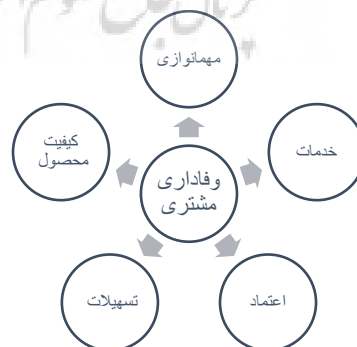 مهمانوازی
خدمات
کیفیت
محصول
وفاداری
مشتری
تسهیلات
اعتماد